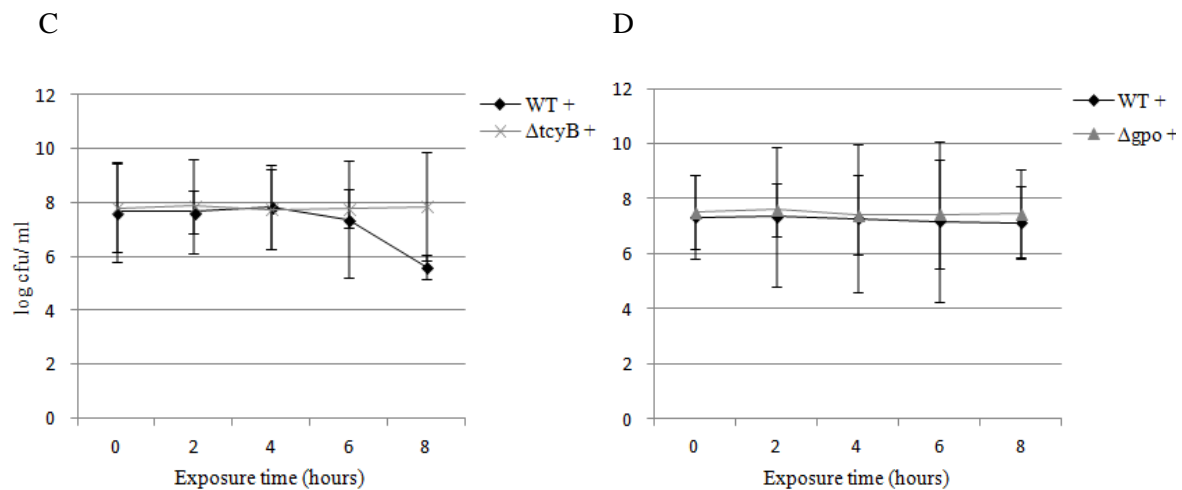 C
12
10
8
6
4
2
0
log cfu/ ml
0 2 4 6 8
Exposure time (hours)
WT +
ΔtcyB +
D
12
10
8
6
4
2
0
0 2 4 6 8
Exposure time (hours)
WT +
Δgpo +